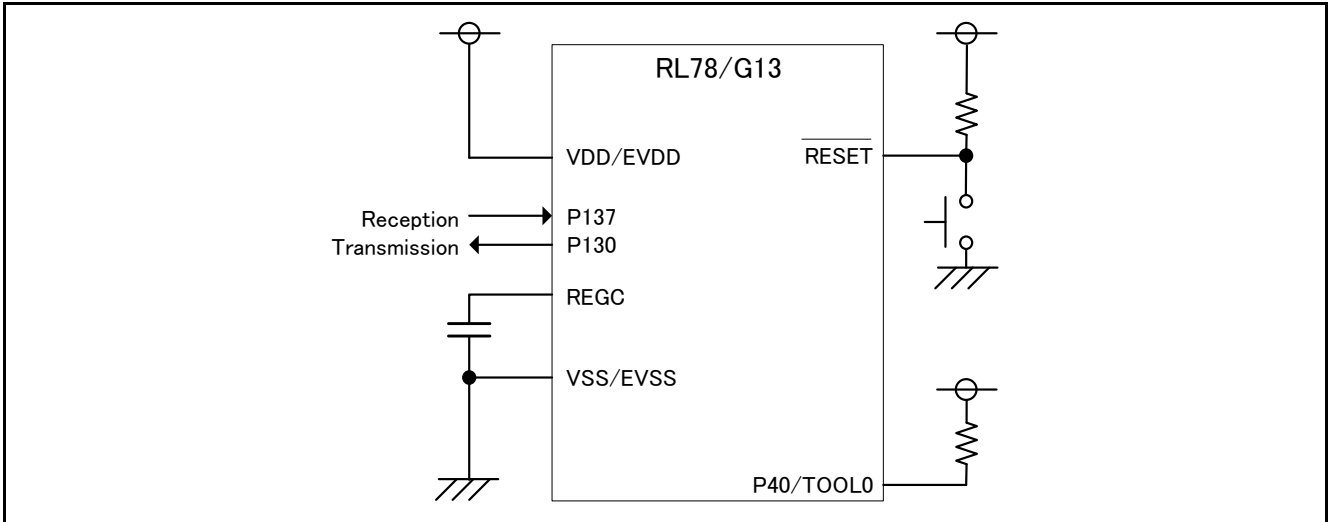 RL78/G13
VDD/EVDD
RESET
Reception
P137
Transmission
P130
REGC
VSS/EVSS
P40/TOOL0